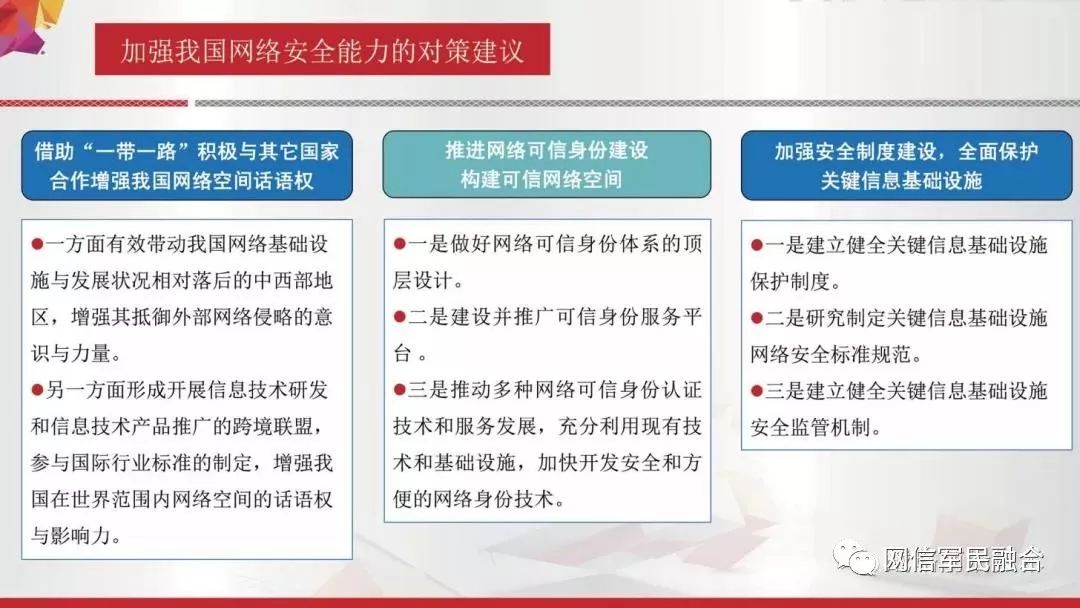 加强我国网络安全能力的对策建议
借助“一带一路”积极与其它国家
合作增强我国网络空间话语权
●一方面有效带动我国网络基础设
施与发展状况相对落后的中西部地
区，增强其抵御外部网络侵略的意
识与力量。
●另一方面形成开展信息技术研发
和信息技术产品推广的跨境联盟，
参与国际行业标准的制定，增强我
国在世界范围内网络空间的话语权
与影响力。
推进网络可信身份建设
构建可信网络空间
●一是做好网络可信身份体系的顶
层设计。
●二是建设并推广可信身份服务平
台 。
●三是推动多种网络可信身份认证
技术和服务发展，充分利用现有技
术和基础设施，加快开发安全和方
便的网络身份技术。
加强安全制度建设，全面保护
关键信息基础设施
●一是建立健全关键信息基础设施
保护制度。
●二是研究制定关键信息基础设施
网络安全标准规范。
●三是建立健全关键信息基础设施
安全监管机制。
网信军民融合